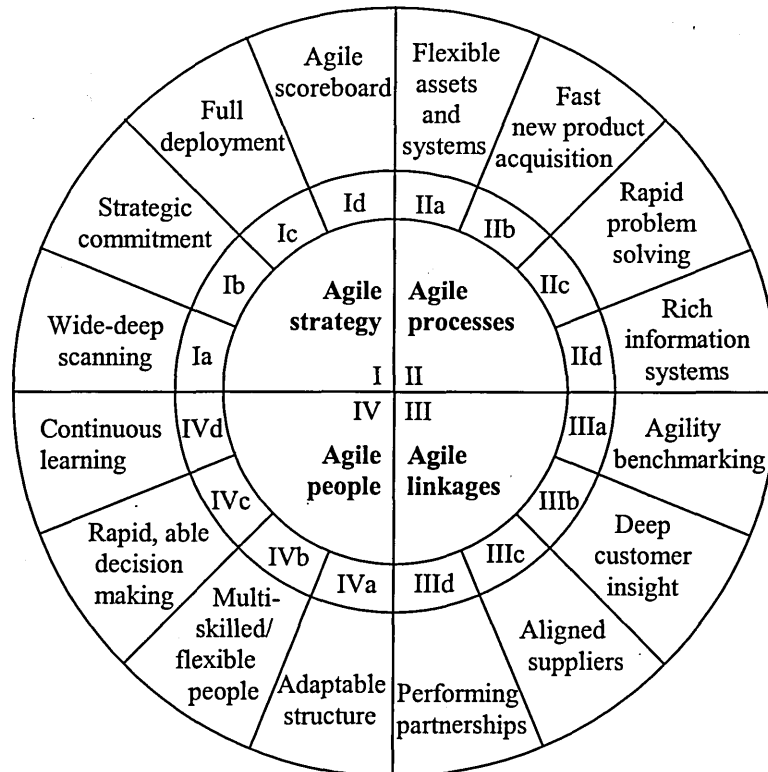 Agile
scoreboard
Flexible
assets
and
systems
Fast
new product
acquisition
Rapid
problem
solving
Rich
information
systems
Agility
benchmarking
Deep
customer
insight
Aligned
suppliers
Performing
partnerships
Adaptable
structure
Multi-
skilled/
flexible
people
Rapid, able
decision
making
Continuous
learning
Wide-deep
scanning
Strategic
commitment
Full
deployment
Ia
Ib
Ic
Id
IIa
IIb
IIc
IId
IIIa
IIIb
IIIc
IIId
IVa
IVb
IVc
IVd
Agile
strategy
I
Agile
processes
II
III
Agile
linkages
IV
Agile
people